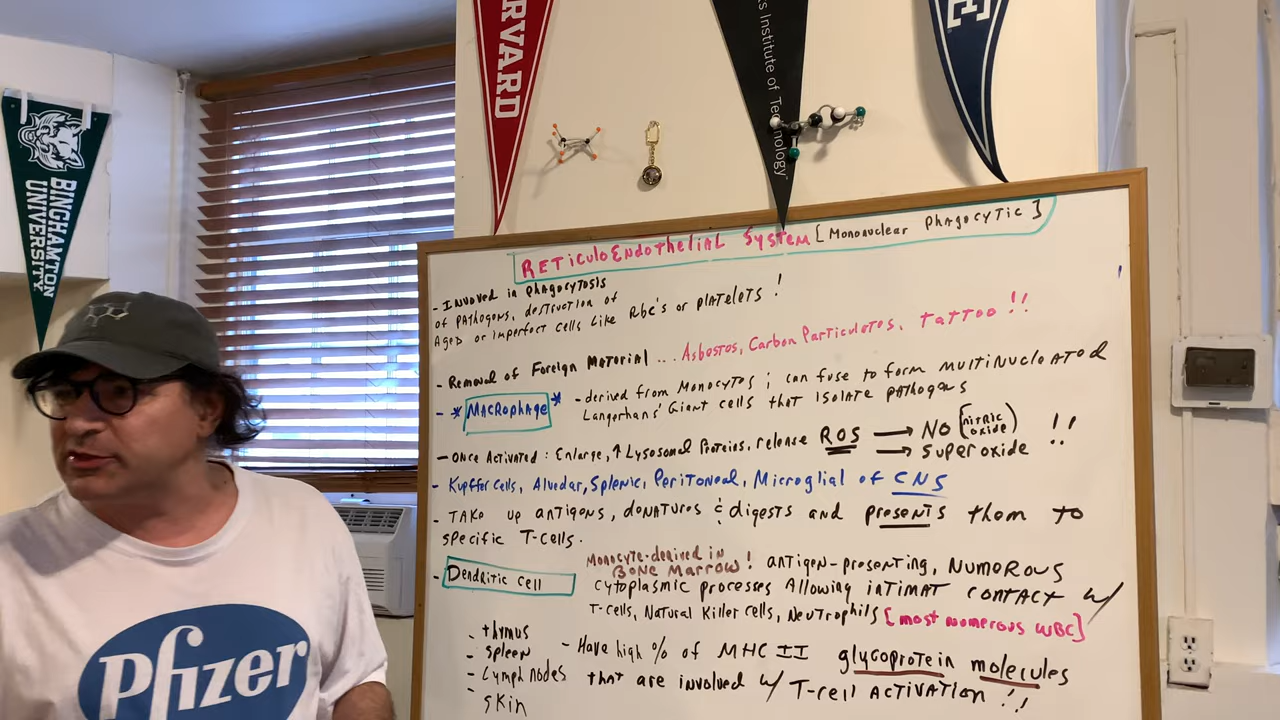 RVARD
ts Institute of Technology
E
BINGHAMTON
UNIVERSITY
RETiculoEndothelial System [Mononuclear Phagocytic]
- Involved in phagocytosis
of pathogens, destruction of
Aged or imperfect cells like Rbc's or platelets!
- Removal of Foreign Material... Asbestos, Carbon Particulates, tattoo!!
- *Macrophage* - derived from Monocytes; can fuse to form multinucleated
Langerhans' Giant cells that isolate pathogens
- once Activated: Enlarge, ↑ Lysosomal Proteins, release ROS → NO (nitric oxide) !!
→ superoxide
- Kupffer cells, Alveolar, Splenic, Peritoneal, Microglial of CNS
- Take up antigens, denatures & digests and presents them to
specific T-cells.
- Dendritic cell
Monocyte-derived in
Bone Marrow! antigen-presenting, numerous
cytoplasmic processes Allowing intimat contact w/
T-cells, Natural Killer cells, Neutrophils [most numerous WBC]
- thymus
- spleen
- Lymph nodes
- skin
- Have high % of MHC II glycoprotein molecules
that are involved w/ T-cell activation!!
Pfizer